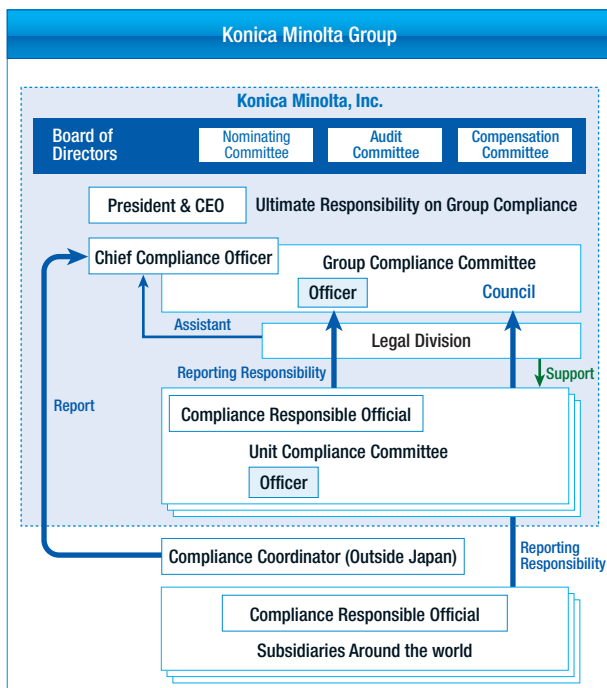 Konica Minolta Group
Konica Minolta, Inc.
Board of
Directors
Nominating
Committee
Audit
Committee
Compensation
Committee
President & CEO
Ultimate Responsibility on Group Compliance
Chief Compliance Officer
Group Compliance Committee
Officer
Council
Assistant
Legal Division
Reporting Responsibility
Support
Report
Compliance Responsible Official
Unit Compliance Committee
Officer
Compliance Coordinator (Outside Japan)
Reporting
Responsibility
Compliance Responsible Official
Subsidiaries Around the world